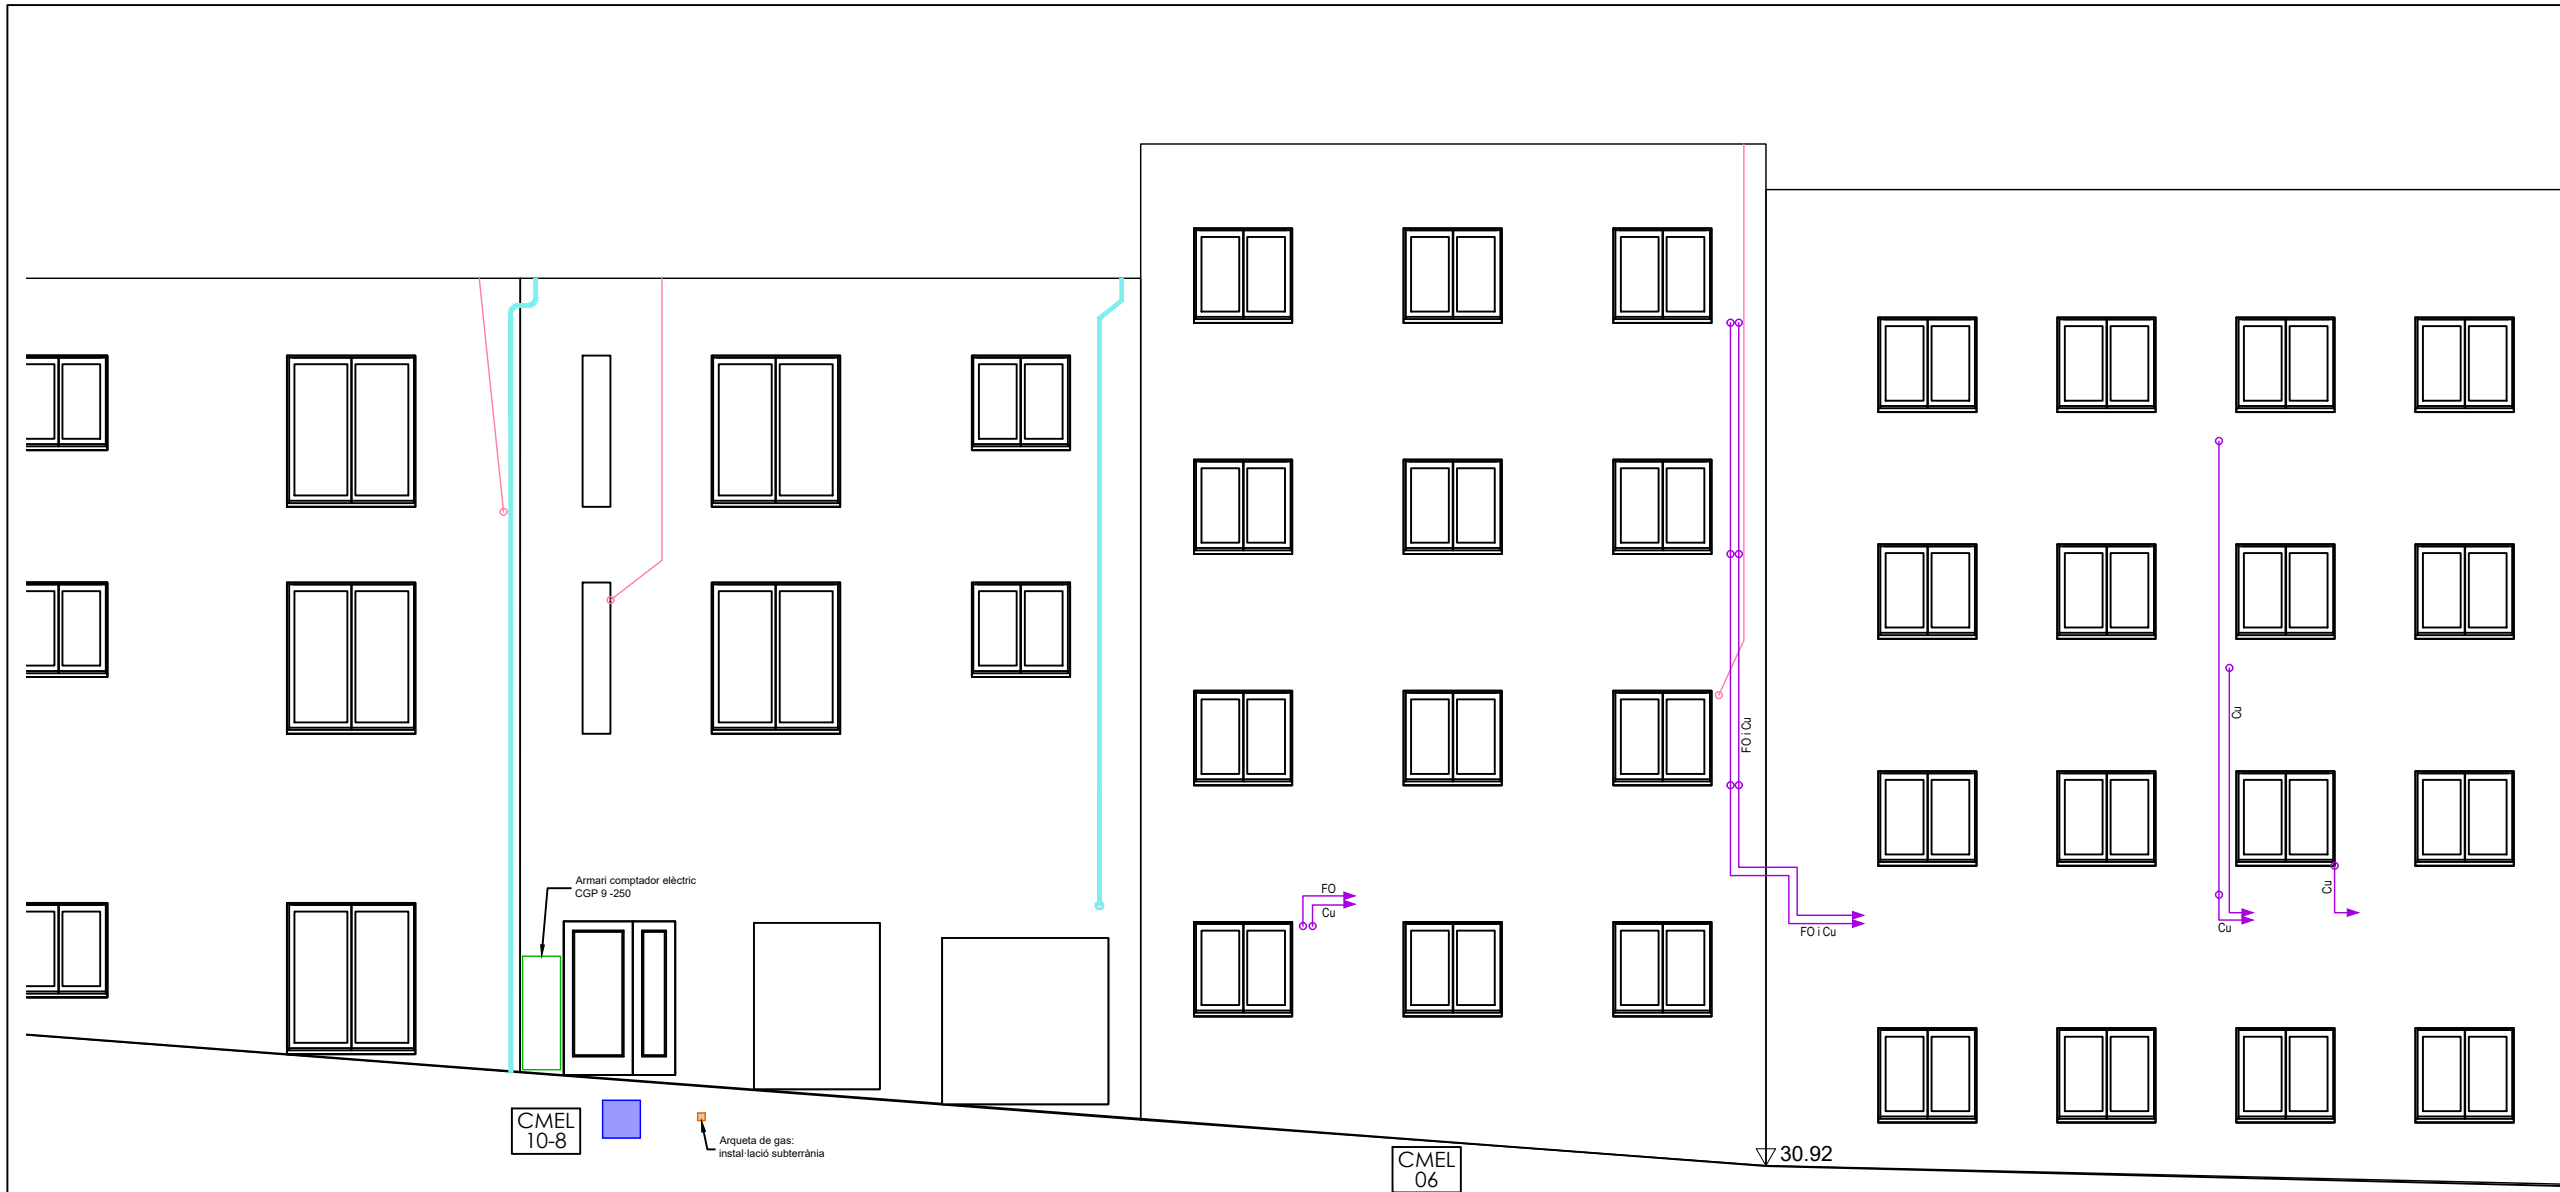 Armari comptador elèctric
CGP 9 -250
FO
Cu
FO i Cu
FO i Cu
Cu
Cu
Cu
CMEL
10-8
Arqueta de gas:
instal·lació subterrània
CMEL
06
30.92